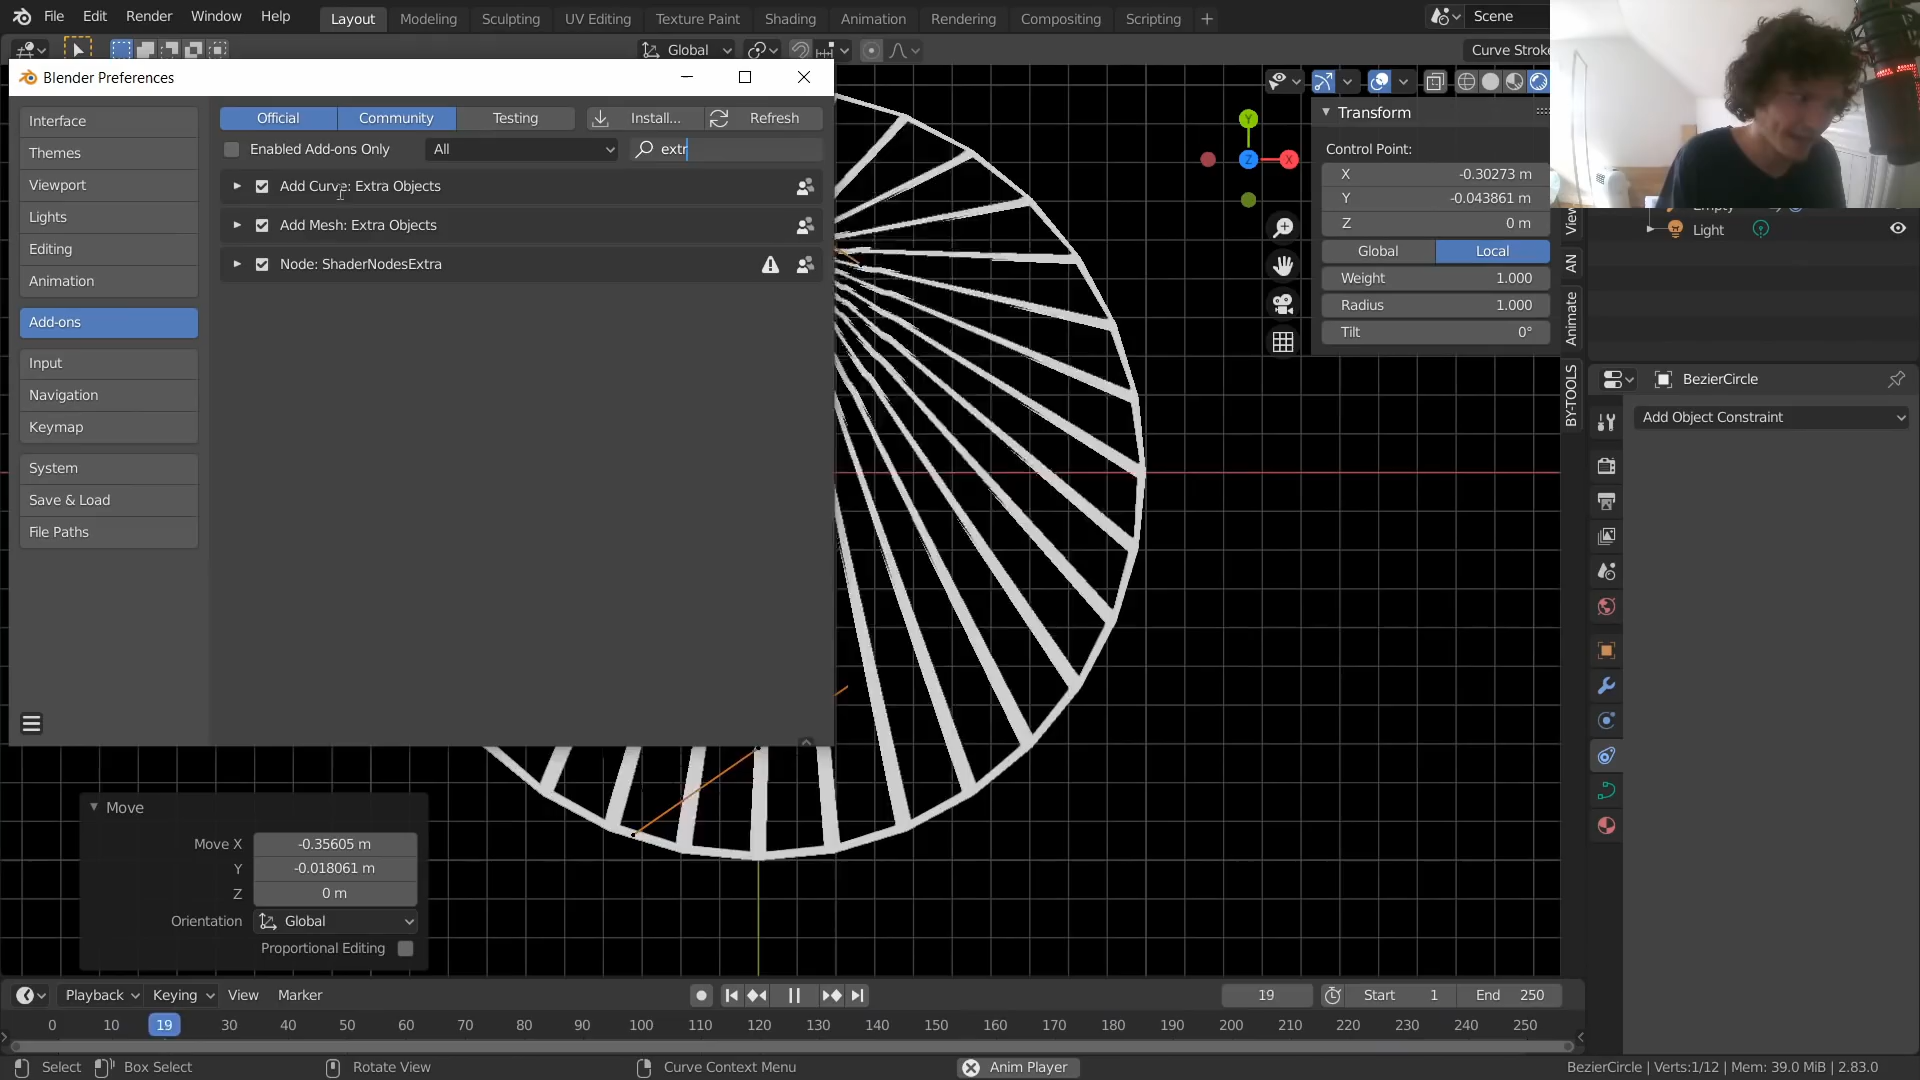 File Edit Render Window Help Layout Modeling Sculpting UV Editing Texture Paint Shading Animation Rendering Compositing Scripting + Scene
Global Curve Stroke
Blender Preferences
Interface
Themes
Viewport
Lights
Editing
Animation
Add-ons
Input
Navigation
Keymap
System
Save & Load
File Paths
Official Community Testing Install... Refresh
Enabled Add-ons Only All extr
Add Curve: Extra Objects
Add Mesh: Extra Objects
Node: ShaderNodesExtra
Y
Z X
Transform
Control Point:
X -0.30273 m
Y -0.043861 m
Z 0 m
Global Local
Weight 1.000
Radius 1.000
Tilt 0°
View
AN
Animate
BY-TOOLS
Empty
Light
BezierCircle
Add Object Constraint
Move
Move X -0.35605 m
Y -0.018061 m
Z 0 m
Orientation Global
Proportional Editing
Playback Keying View Marker 19 Start 1 End 250
0 10 19 30 40 50 60 70 80 90 100 110 120 130 140 150 160 170 180 190 200 210 220 230 240 250
Select Box Select Rotate View Curve Context Menu Anim Player BezierCircle | Verts:1/12 | Mem: 39.0 MiB | 2.83.0